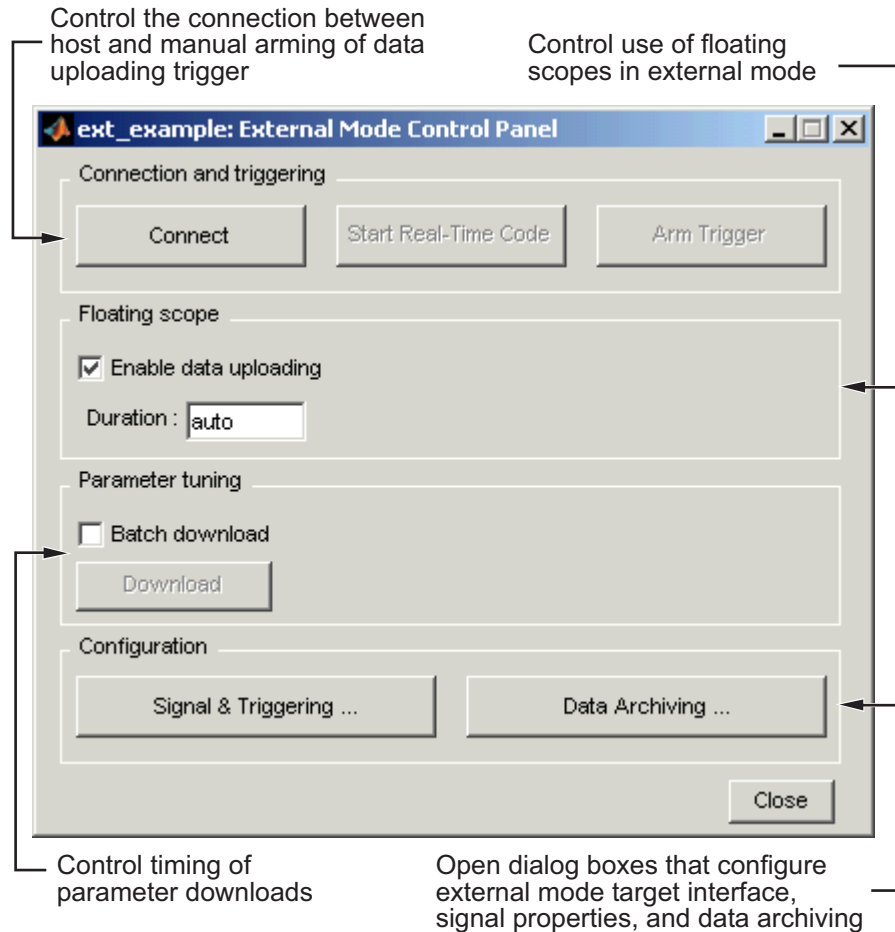 Control the connection between
host and manual arming of data
uploading trigger
Control use of floating
scopes in external mode
ext_example: External Mode Control Panel
Connection and triggering
Connect
Start Real-Time Code
Arm Trigger
Floating scope
Enable data uploading
Duration : auto
Parameter tuning
Batch download
Download
Configuration
Signal & Triggering ...
Data Archiving ...
Close
Control timing of
parameter downloads
Open dialog boxes that configure
external mode target interface,
signal properties, and data archiving